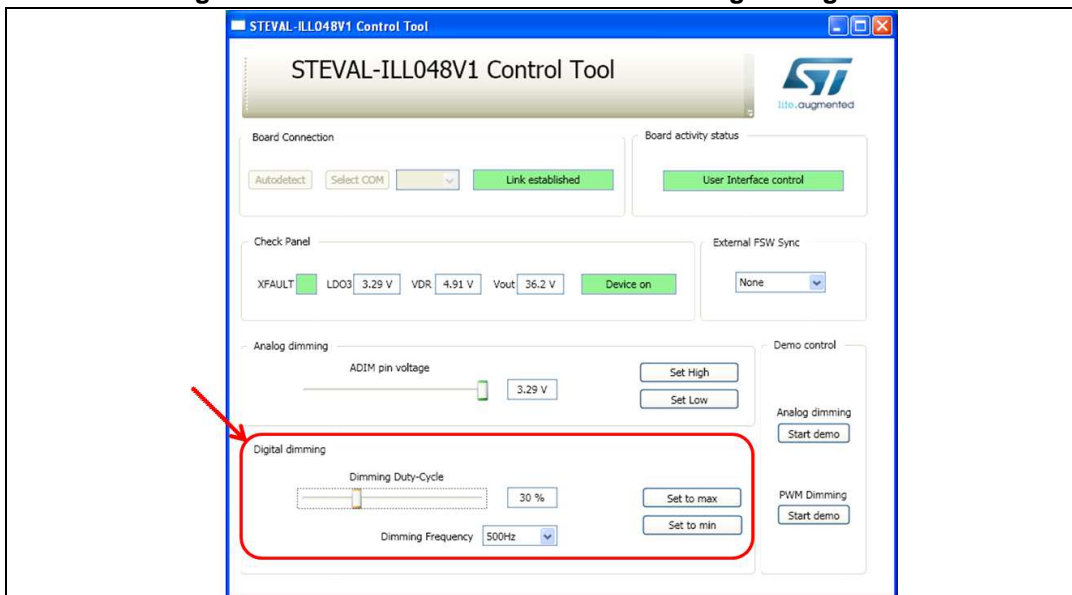 STEVAL-ILL048V1 Control Tool
STEVAL-ILL048V1 Control Tool
life.augmented
Board Connection
Board activity status
Autodetect Select COM Link established
User Interface control
Check Panel
External FSW Sync
XFAULT LDO3 3.29 V VDR 4.91 V Vout 36.2 V Device on
None
Analog dimming
Demo control
ADIM pin voltage
Set High
3.29 V
Set Low
Analog dimming
Start demo
Digital dimming
Dimming Duty-Cycle
30 %
Set to max
PWM Dimming
Start demo
Set to min
Dimming Frequency 500Hz